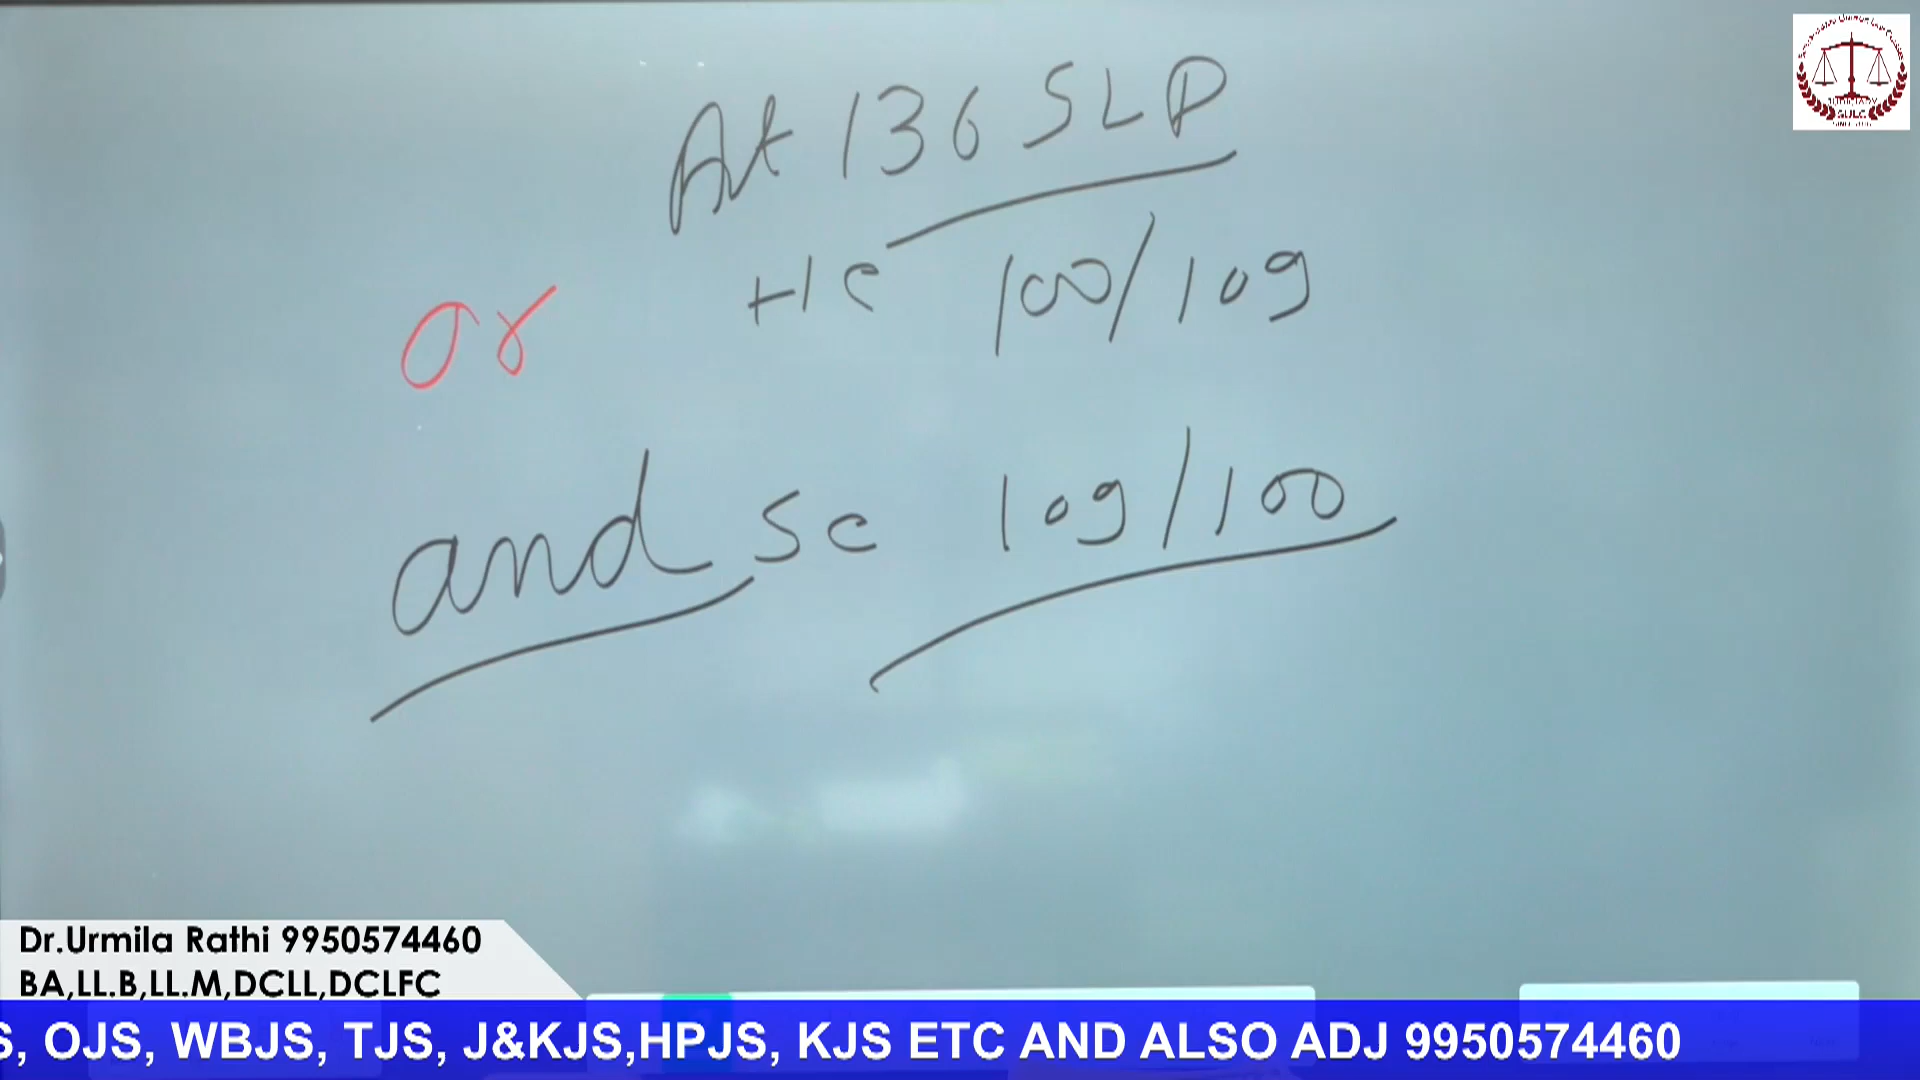 At 136 SLP
Hc 100/109
or
and Sc 109/100
Dr.Urmila Rathi 9950574460
BA,LL.B,LL.M,DCLL,DCLFC
S, OJS, WBJS, TJS, J&KJS,HPJS, KJS ETC AND ALSO ADJ 9950574460